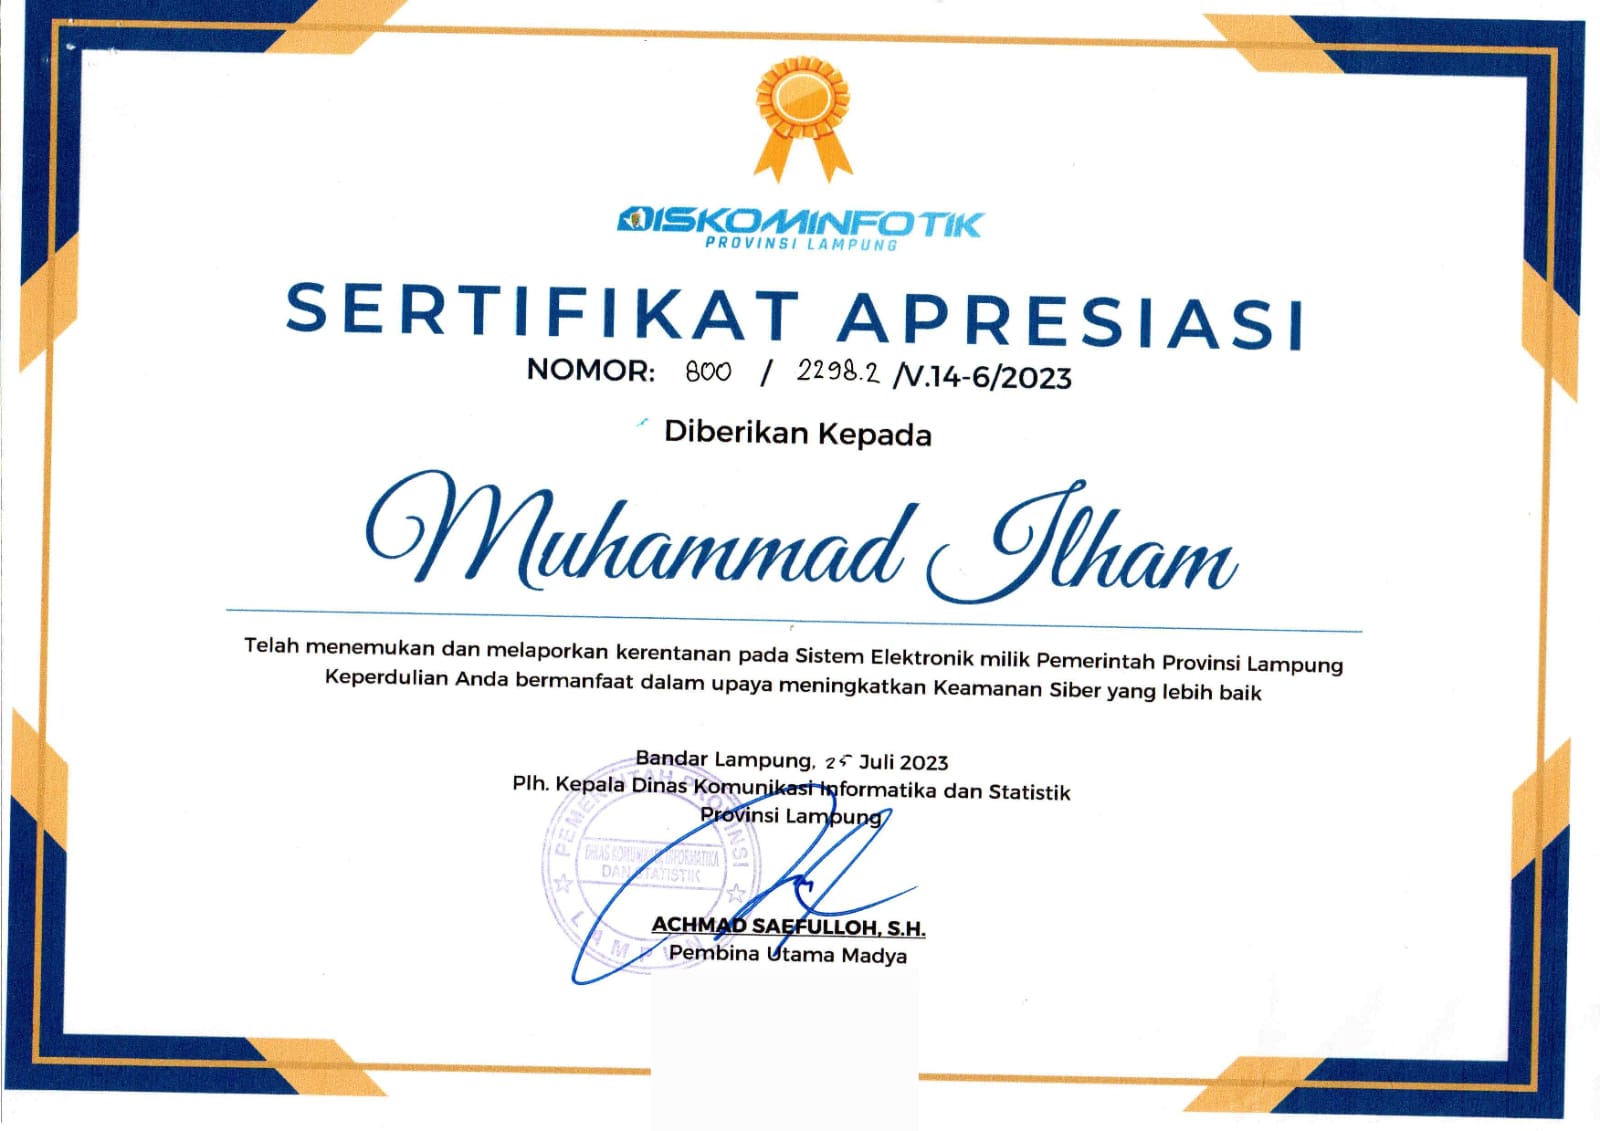 DISKOMINFOTIK
PROVINSI LAMPUNG
SERTIFIKAT APRESIASI
NOMOR: 800 / 2298.2 /V.14-6/2023
Diberikan Kepada
Muhammad Ilham
Telah menemukan dan melaporkan kerentanan pada Sistem Elektronik milik Pemerintah Provinsi Lampung
Keperdulian Anda bermanfaat dalam upaya meningkatkan Keamanan Siber yang lebih baik
Bandar Lampung, 25 Juli 2023
Plh. Kepala Dinas Komunikasi Informatika dan Statistik
Provinsi Lampung
PEMERINTAH PROVINSI
DINAS KOMUNIKASI, INFORMATIKA
DAN STATISTIK
LAMPUNG
ACHMAD SAEFULLOH, S.H.
Pembina Utama Madya